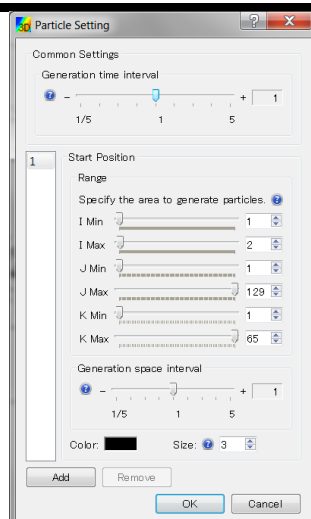 3D Particle Setting
Common Settings
Generation time interval
? - + 1
1/5 1 5
1 Start Position
Range
Specify the area to generate particles. ?
I Min 1
I Max 2
J Min 1
J Max 129
K Min 1
K Max 65
Generation space interval
? - + 1
1/5 1 5
Color: Size: ? 3
Add Remove
OK Cancel